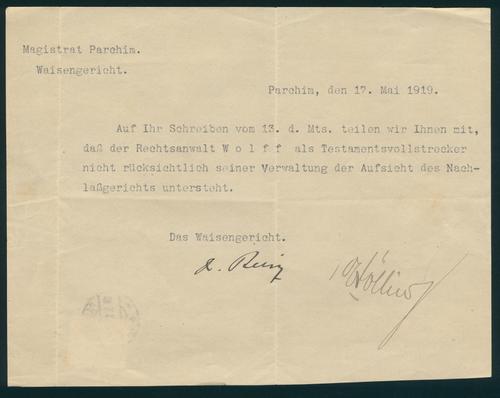 Magistrat Parchim.
Waisengericht.
Parchim, den 17. Mai 1919.
Auf Ihr Schreiben vom 13. d. Mts. teilen wir Ihnen mit,
daß der Rechtsanwalt W o l f f als Testamentsvollstrecker
nicht rücksichtlich seiner Verwaltung der Aufsicht des Nach-
laßgerichts untersteht.
Das Waisengericht.